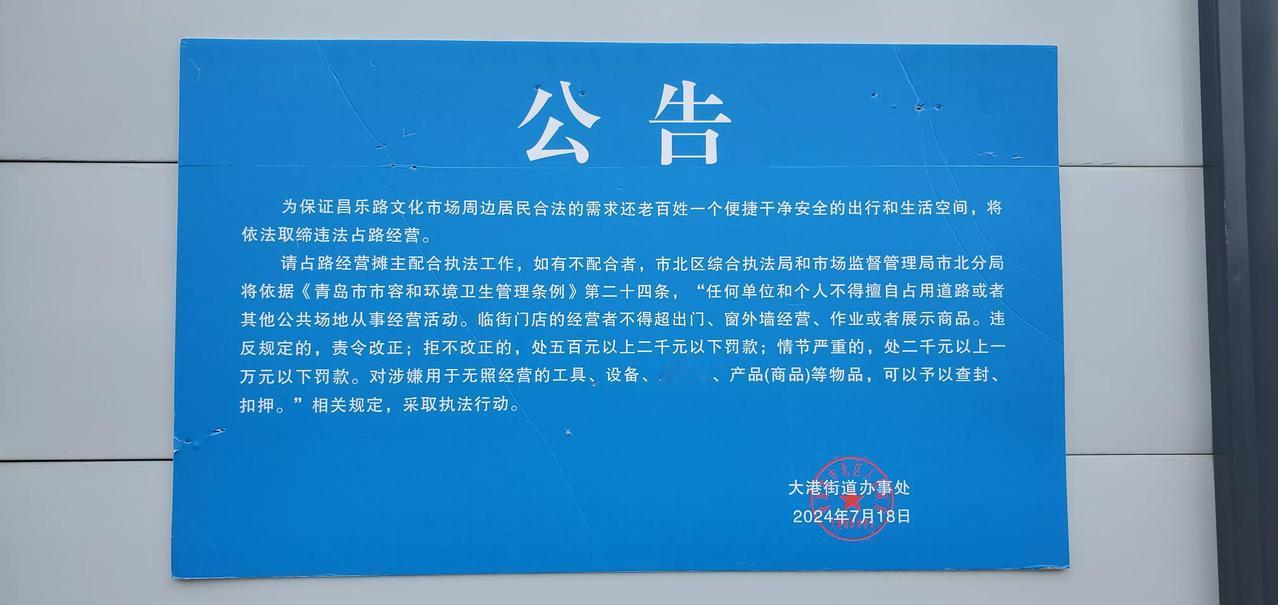 公告
为保证昌乐路文化市场周边居民合法的需求还老百姓一个便捷干净安全的出行和生活空间，将
依法取缔违法占路经营。
请占路经营摊主配合执法工作，如有不配合者，市北区综合执法局和市场监督管理局市北分局
将依据《青岛市市容和环境卫生管理条例》第二十四条，“任何单位和个人不得擅自占用道路或者
其他公共场地从事经营活动。临街门店的经营者不得超出门、窗外墙经营、作业或者展示商品。违
反规定的，责令改正；拒不改正的，处五百元以上二千元以下罚款；情节严重的，处二千元以上一
万元以下罚款。对涉嫌用于无照经营的工具、设备、、产品(商品)等物品，可以予以查封、
扣押。”相关规定，采取执法行动。
大港街道办事处
2024年7月18日